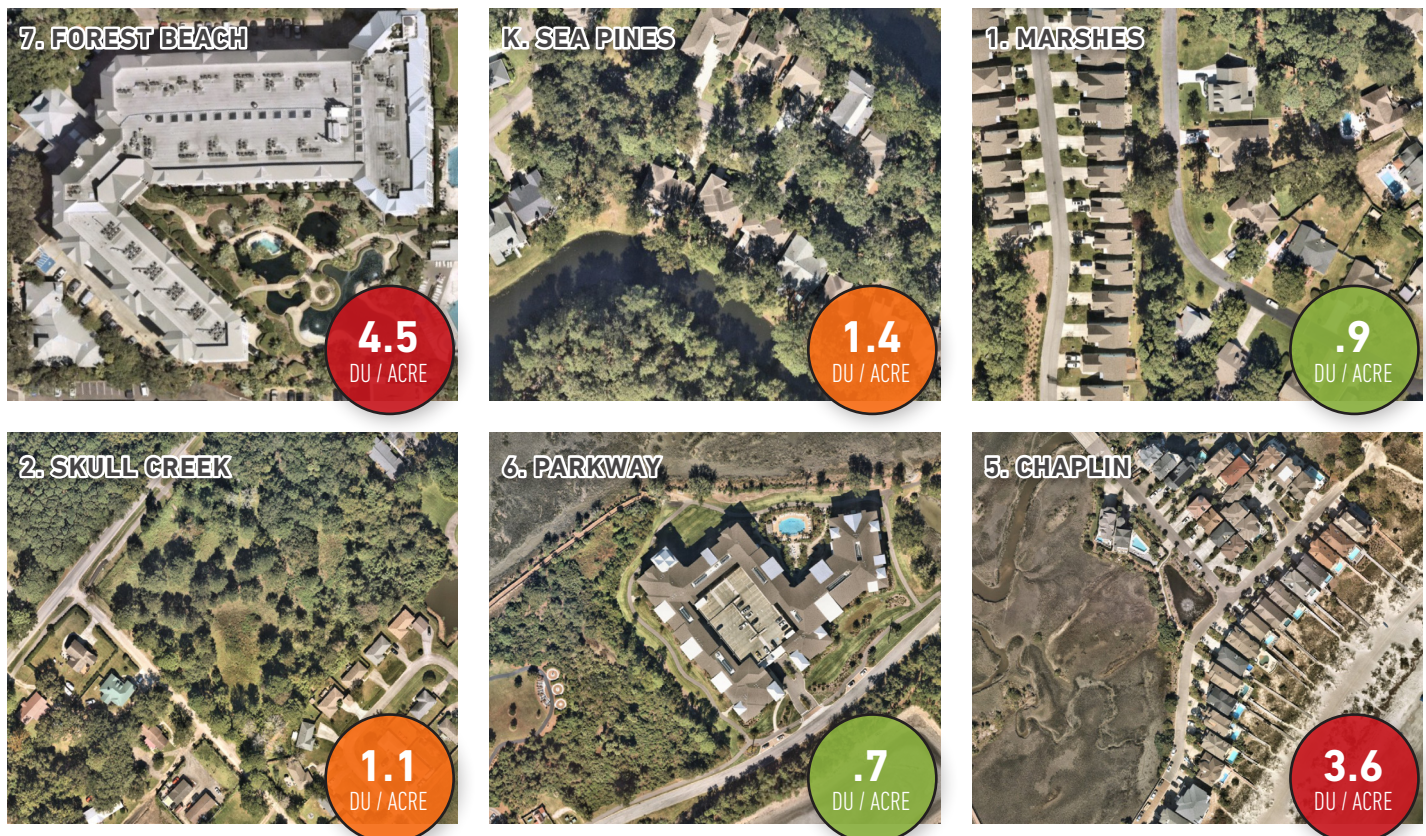 7. FOREST BEACH
4.5
DU / ACRE
K. SEA PINES
1.4
DU / ACRE
1. MARSHES
.9
DU / ACRE
2. SKULL CREEK
1.1
DU / ACRE
6. PARKWAY
.7
DU / ACRE
5. CHAPLIN
3.6
DU / ACRE